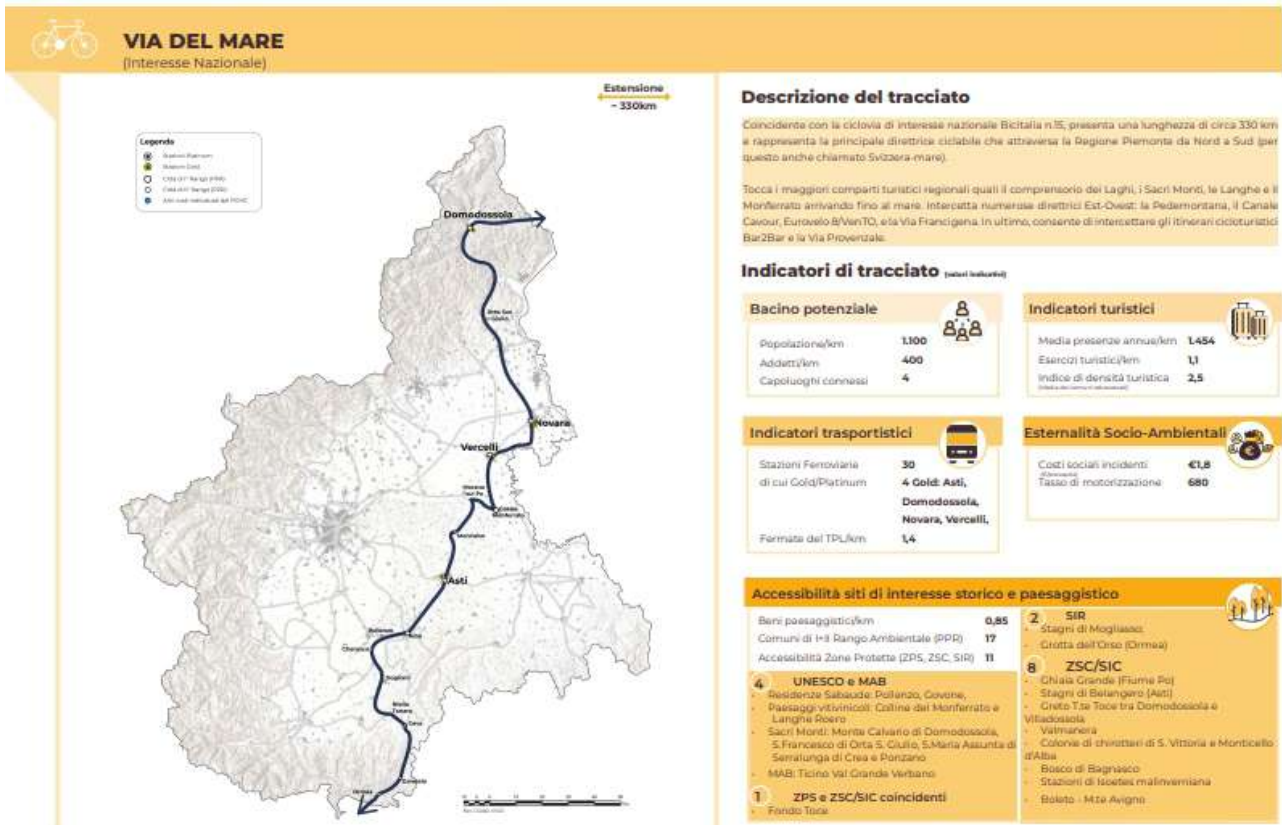 VIA DEL MARE
(Interesse Nazionale)
Estensione
~ 330km
Legenda
Stazioni Platinum
Stazioni Gold
Domodossola
Novara
Vercelli
Casale
Monferrato
Moncalvo
Asti
Alba
Cherasco
Ceva
Ormea
Descrizione del tracciato
Coincidente con la ciclovia di interesse nazionale Bicitalia n.15, presenta una lunghezza di circa 330 km
e rappresenta la principale direttrice ciclabile che attraversa la Regione Piemonte da Nord a Sud (per
questo anche chiamato Svizzera-mare).
Tocca i maggiori comparti turistici regionali quali il comprensorio dei Laghi, i Sacri Monti, le Langhe e il
Monferrato arrivando fino al mare. Intercetta numerose direttrici Est-Ovest: la Pedemontana, il Canale
Cavour, Eurovelo 8/VenTO, e la Via Francigena. In ultimo, consente di intercettare gli itinerari cicloturistici
Bar2Bar e la Via Provenzale.
Indicatori di tracciato (valori indicativi)
Bacino potenziale
Popolazione/km 1.100
Addetti/km 400
Capoluoghi connessi 4
Indicatori turistici
Media presenze annue/km 1.454
Esercizi turistici/km 1,1
Indice di densità turistica 2,5
Indicatori trasportistici
Stazioni Ferroviarie 30
di cui Gold/Platinum 4 Gold: Asti,
Domodossola,
Novara, Vercelli,
Fermate del TPL/km 1,4
Esternalità Socio-Ambientali
Costi sociali incidenti €1,8
Tasso di motorizzazione 680
Accessibilità siti di interesse storico e paesaggistico
Beni paesaggistici/km 0,85
Comuni di I+II Rango Ambientale (PPR) 17
Accessibilità Zone Protette (ZPS, ZSC, SIR) 11
4 UNESCO e MAB
- Residenze Sabaude: Pollenzo, Govone,
- Paesaggi vitivinicoli: Colline del Monferrato e
Langhe Roero
- Sacri Monti: Monte Calvario di Domodossola,
S.Francesco di Orta S. Giulio, S.Maria Assunta di
Serralunga di Crea e Ponzano
- MAB: Ticino Val Grande Verbano
1 ZPS e ZSC/SIC coincidenti
- Fondo Toce
2 SIR
- Stagni di Mogliasso;
- Grotta dell'Orso (Ormea)
8 ZSC/SIC
- Ghiaia Grande (Fiume Po)
- Stagni di Belangero (Asti)
- Greto T.te Toce tra Domodossola e
Villadossola
- Valmanera
- Colonie di chirotteri di S. Vittoria e Monticello
d'Alba
- Bosco di Bagnasco
- Stazioni di Isoetes malinverniana
- Boleto - M.te Avigno